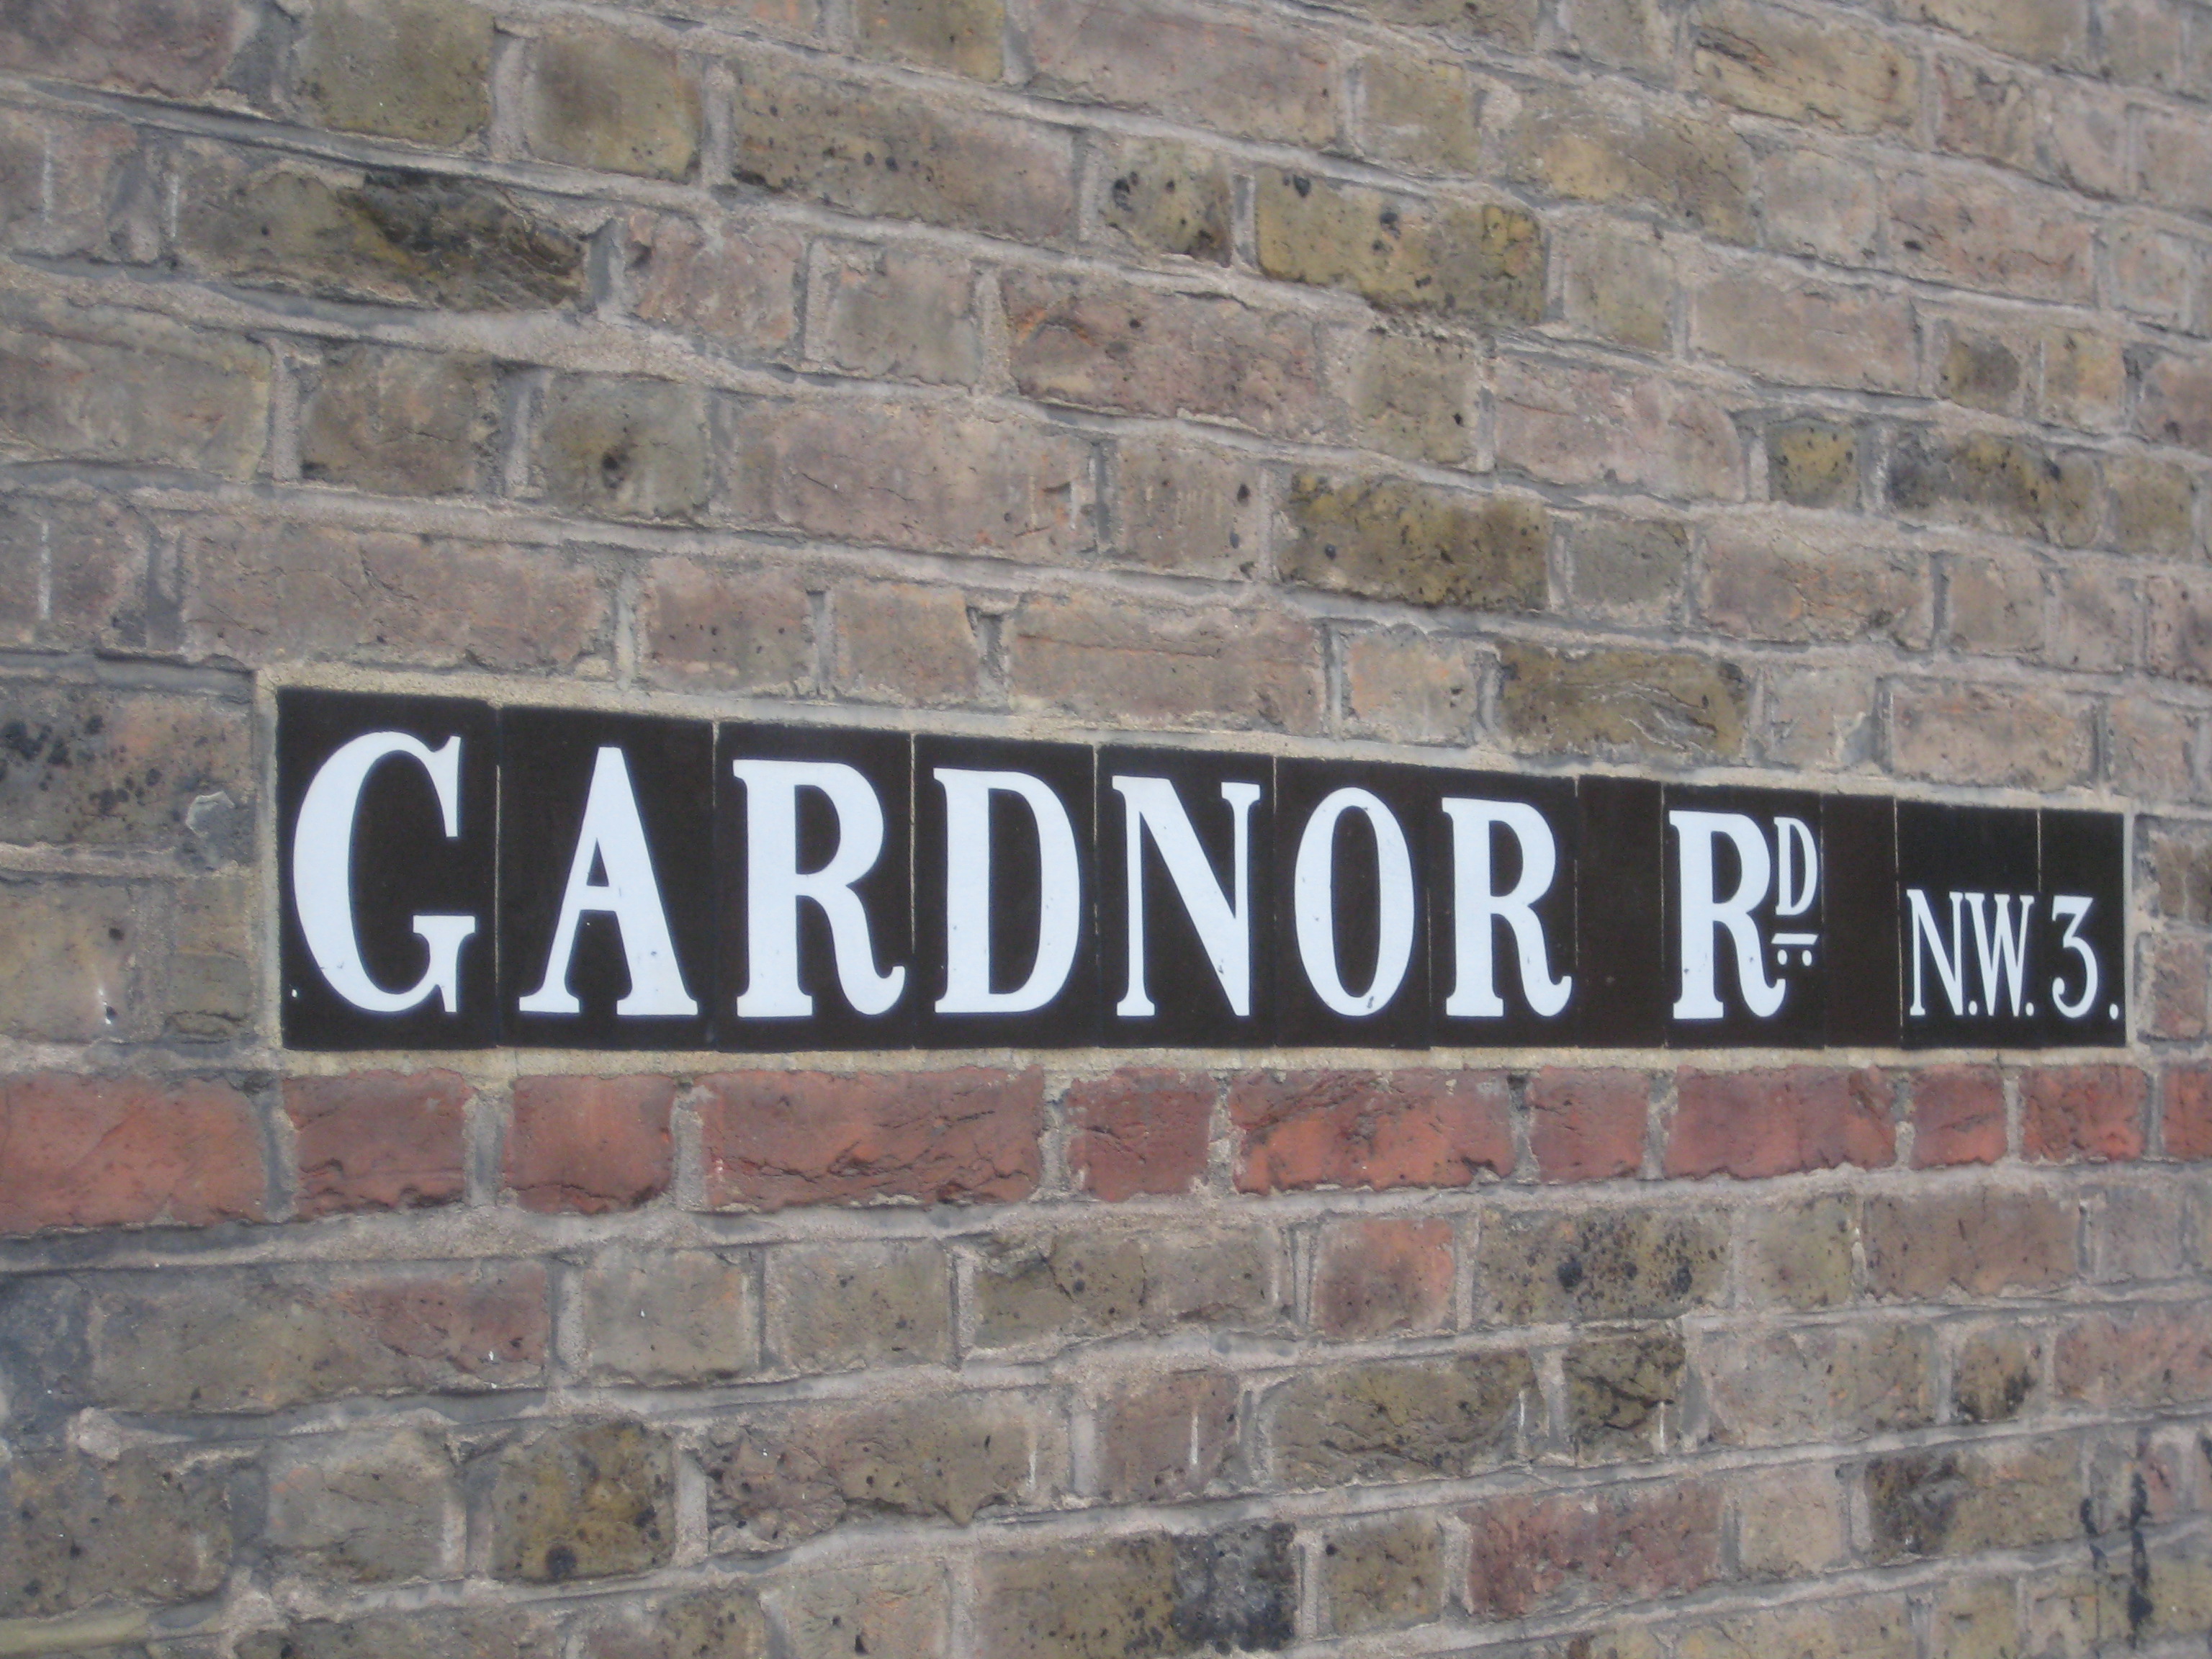 GARDNOR RD N.W. 3.